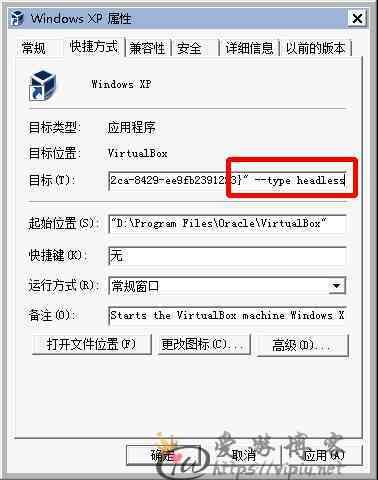 Windows XP 属性
常规 快捷方式 兼容性 安全 详细信息 以前的版本
Windows XP
目标类型: 应用程序
目标位置: VirtualBox
目标(T): 2ca-8429-ee9fb2391223}" --type headless
起始位置(S): "D:\Program Files\Oracle\VirtualBox"
快捷键(K): 无
运行方式(R): 常规窗口
备注(O): Starts the VirtualBox machine Windows X
打开文件位置(F) 更改图标(C)... 高级(D)...
确定 取消 应用(A)
爱游博客
https://vipiu.net